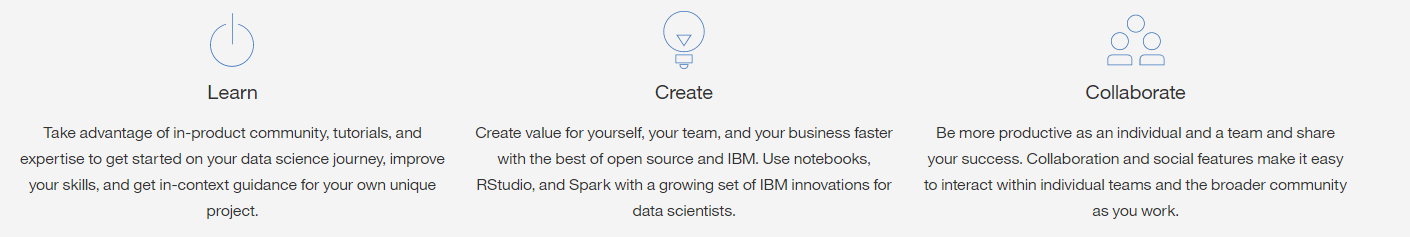 Learn
Take advantage of in-product community, tutorials, and
expertise to get started on your data science journey, improve
your skills, and get in-context guidance for your own unique
project.
Create
Create value for yourself, your team, and your business faster
with the best of open source and IBM. Use notebooks,
RStudio, and Spark with a growing set of IBM innovations for
data scientists.
Collaborate
Be more productive as an individual and a team and share
your success. Collaboration and social features make it easy
to interact within individual teams and the broader community
as you work.